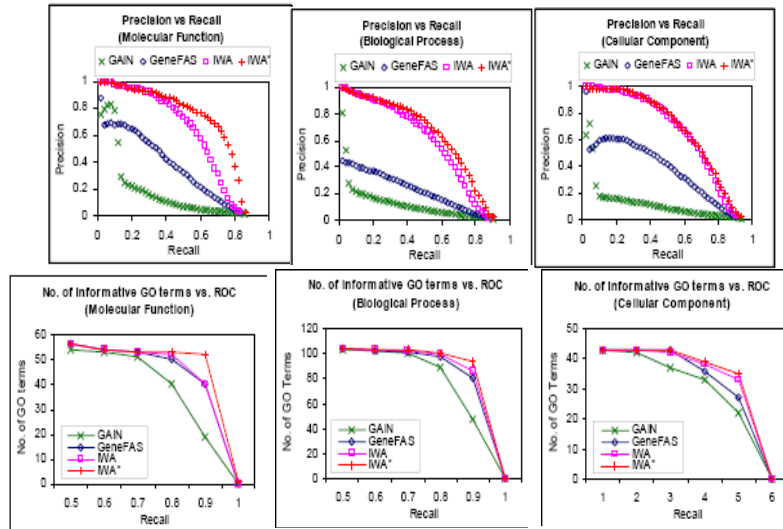 Precision vs Recall
(Molecular Function)
GAIN GeneFAS IWA IWA*
Precision
1
0.8
0.6
0.4
0.2
0
0 0.2 0.4 0.6 0.8 1
Recall
Precision vs Recall
(Biological Process)
GAIN GeneFAS IWA IWA*
Precision
1
0.8
0.6
0.4
0.2
0
0 0.2 0.4 0.6 0.8 1
Recall
Precision vs Recall
(Cellular Component)
GAIN GeneFAS IWA IWA*
Precision
1
0.8
0.6
0.4
0.2
0
0 0.2 0.4 0.6 0.8 1
Recall
No. of Informative GO terms vs. ROC
(Molecular Function)
No. of GO terms
60
50
40
30
20
10
0
GAIN
GeneFAS
IWA
IWA*
0.5 0.6 0.7 0.8 0.9 1
Recall
No. of Informative GO terms vs. ROC
(Biological Process)
No. of GO Terms
120
100
80
60
40
20
0
GAIN
GeneFAS
IWA
IWA*
0.5 0.6 0.7 0.8 0.9 1
Recall
No. of Informative GO terms vs. ROC
(Cellular Component)
No. of GO Terms
50
40
30
20
10
0
GAIN
GeneFAS
IWA
IWA*
1 2 3 4 5 6
Recall